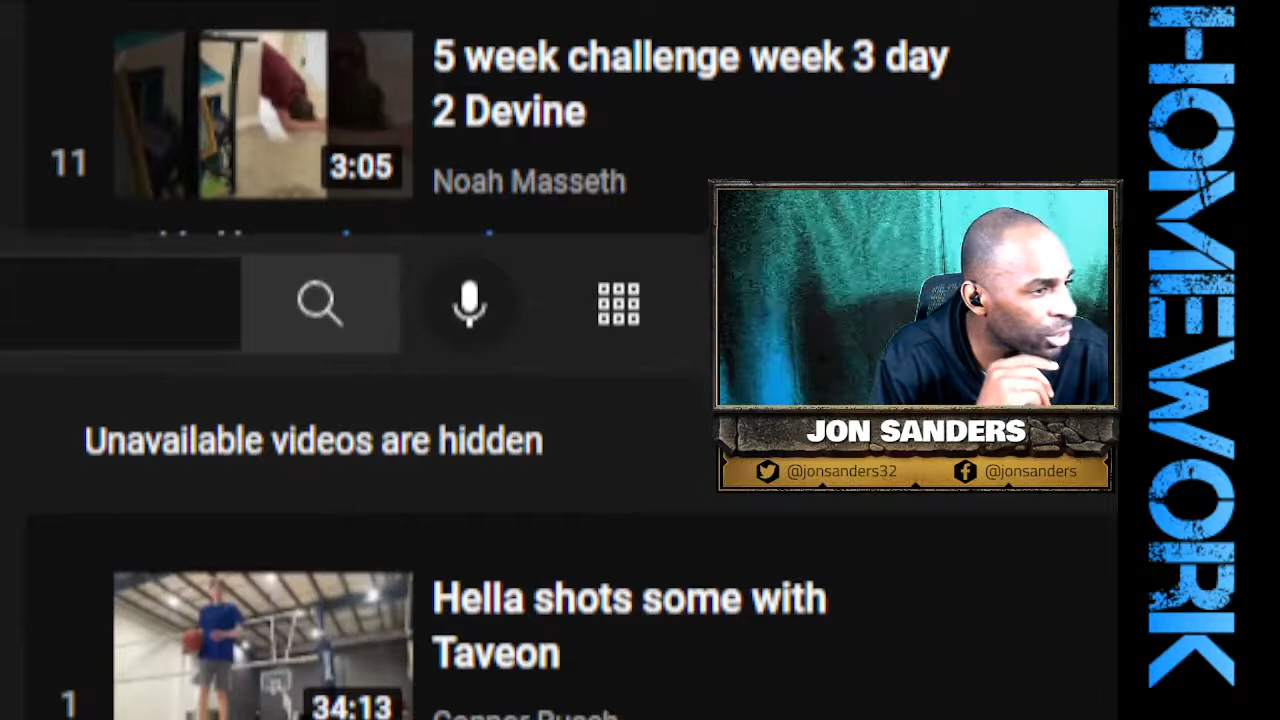 5 week challenge week 3 day
2 Devine
11
3:05
Noah Masseth
Unavailable videos are hidden
JON SANDERS
@jonsanders32
@jonsanders
Hella shots some with
Taveon
1
34:13
HOMEWORK